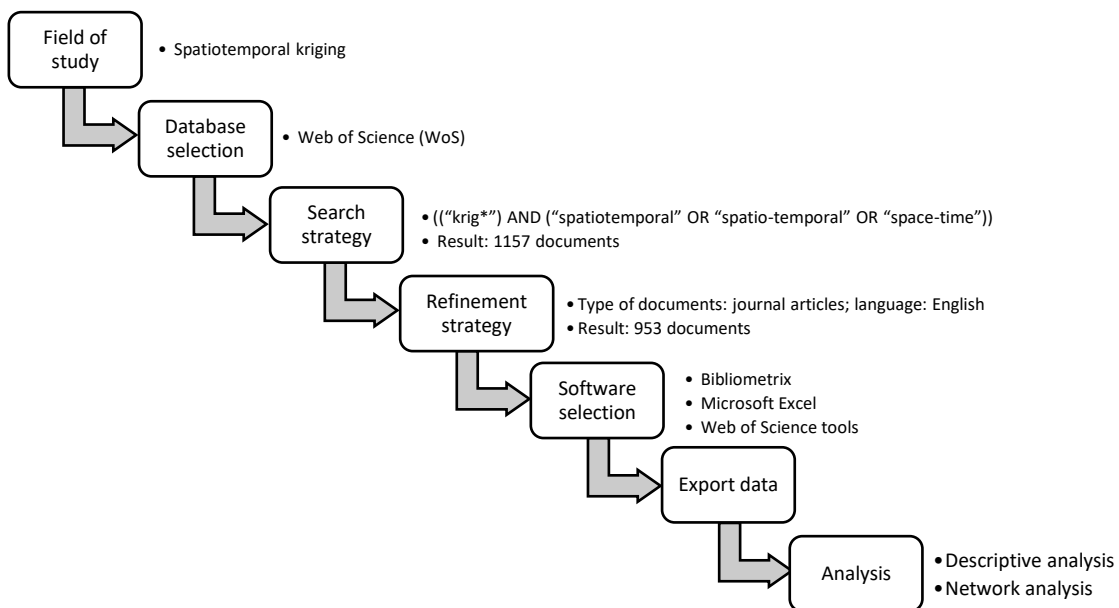 Field of
study
• Spatiotemporal kriging
Database
selection
• Web of Science (WoS)
Search
strategy
• ((“krig*”) AND (“spatiotemporal” OR “spatio-temporal” OR “space-time”))
• Result: 1157 documents
Refinement
strategy
• Type of documents: journal articles; language: English
• Result: 953 documents
Software
selection
• Bibliometrix
• Microsoft Excel
• Web of Science tools
Export data
Analysis
• Descriptive analysis
• Network analysis